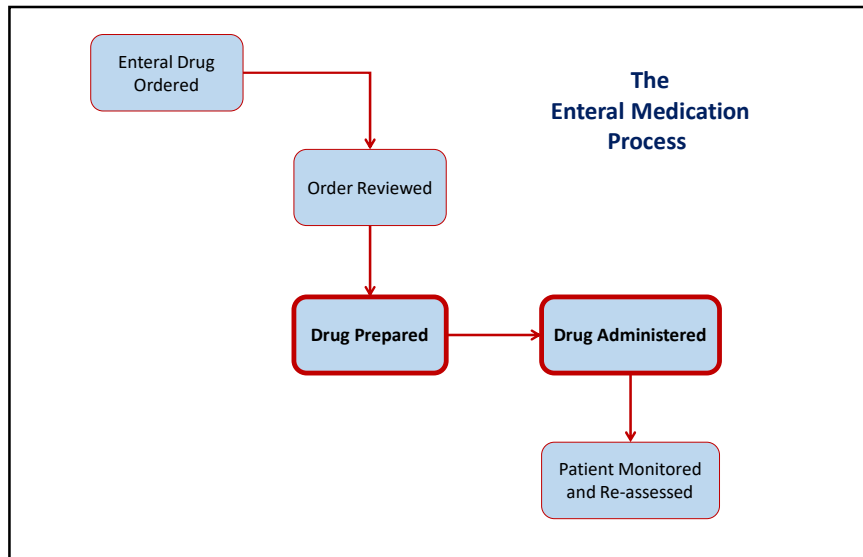 Enteral Drug
Ordered
The
Enteral Medication
Process
Order Reviewed
Drug Prepared
Drug Administered
Patient Monitored
and Re-assessed